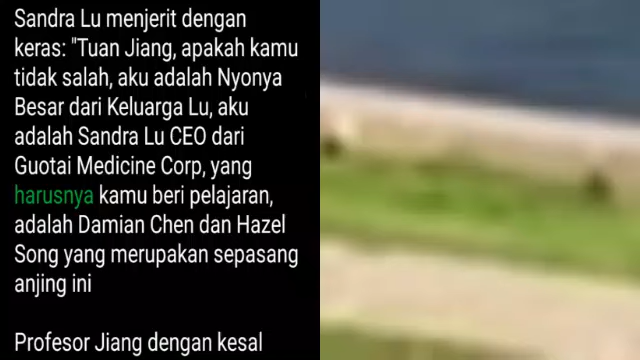 Sandra Lu menjerit dengan
keras: "Tuan Jiang, apakah kamu
tidak salah, aku adalah Nyonya
Besar dari Keluarga Lu, aku
adalah Sandra Lu CEO dari
Guotai Medicine Corp, yang
harusnya kamu beri pelajaran,
adalah Damian Chen dan Hazel
Song yang merupakan sepasang
anjing ini
Profesor Jiang dengan kesal